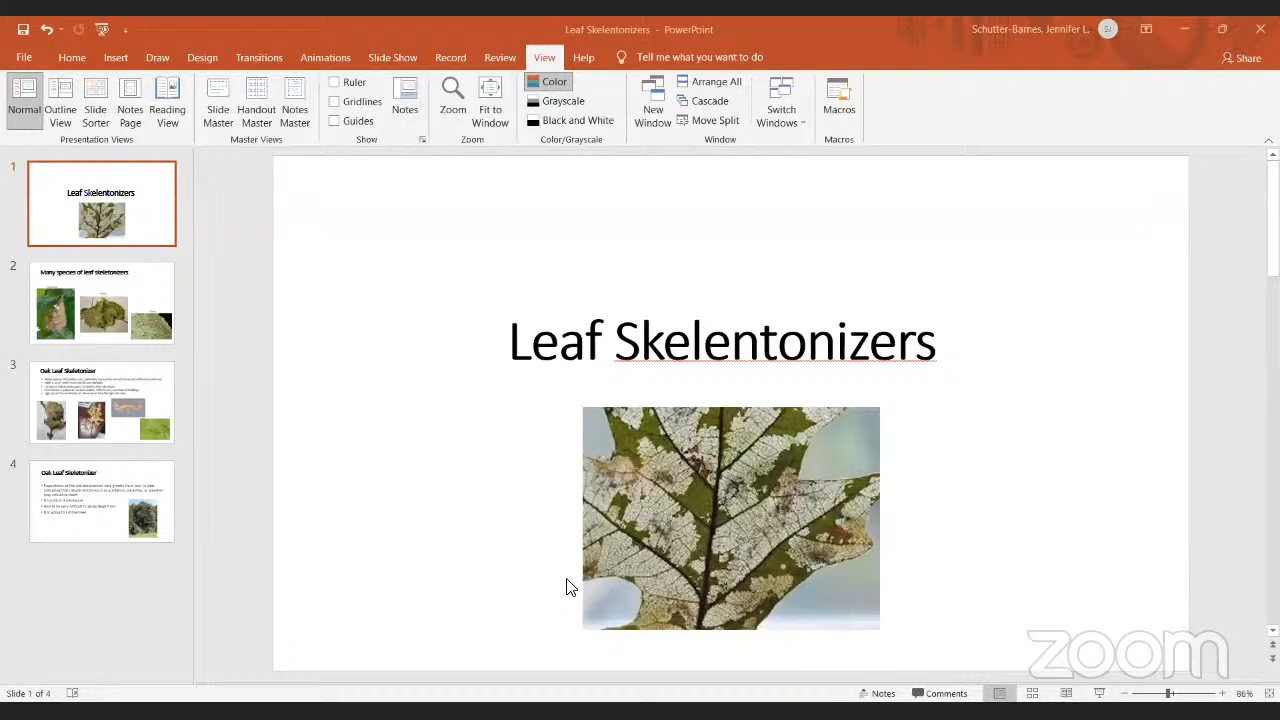 Leaf Skelentonizers - PowerPoint
Schutter-Barnes, Jennifer L.
SJ
File Home Insert Draw Design Transitions Animations Slide Show Record Review View Help Tell me what you want to do
Share
Normal Outline View Slide Sorter Notes Page Reading View
Presentation Views
Slide Master Handout Master Notes Master
Master Views
Ruler
Gridlines
Guides
Notes
Show
Zoom Fit to Window
Zoom
Color
Grayscale
Black and White
Color/Grayscale
New Window
Arrange All
Cascade
Move Split
Switch Windows
Window
Macros
Macros
1
Leaf Skelentonizers
2
Many species of leaf skeletonizers
3
Oak Leaf Skeletonizer
4
Oak Leaf Skeletonizer
Leaf Skelentonizers
zoom
Slide 1 of 4
Notes
Comments
86%